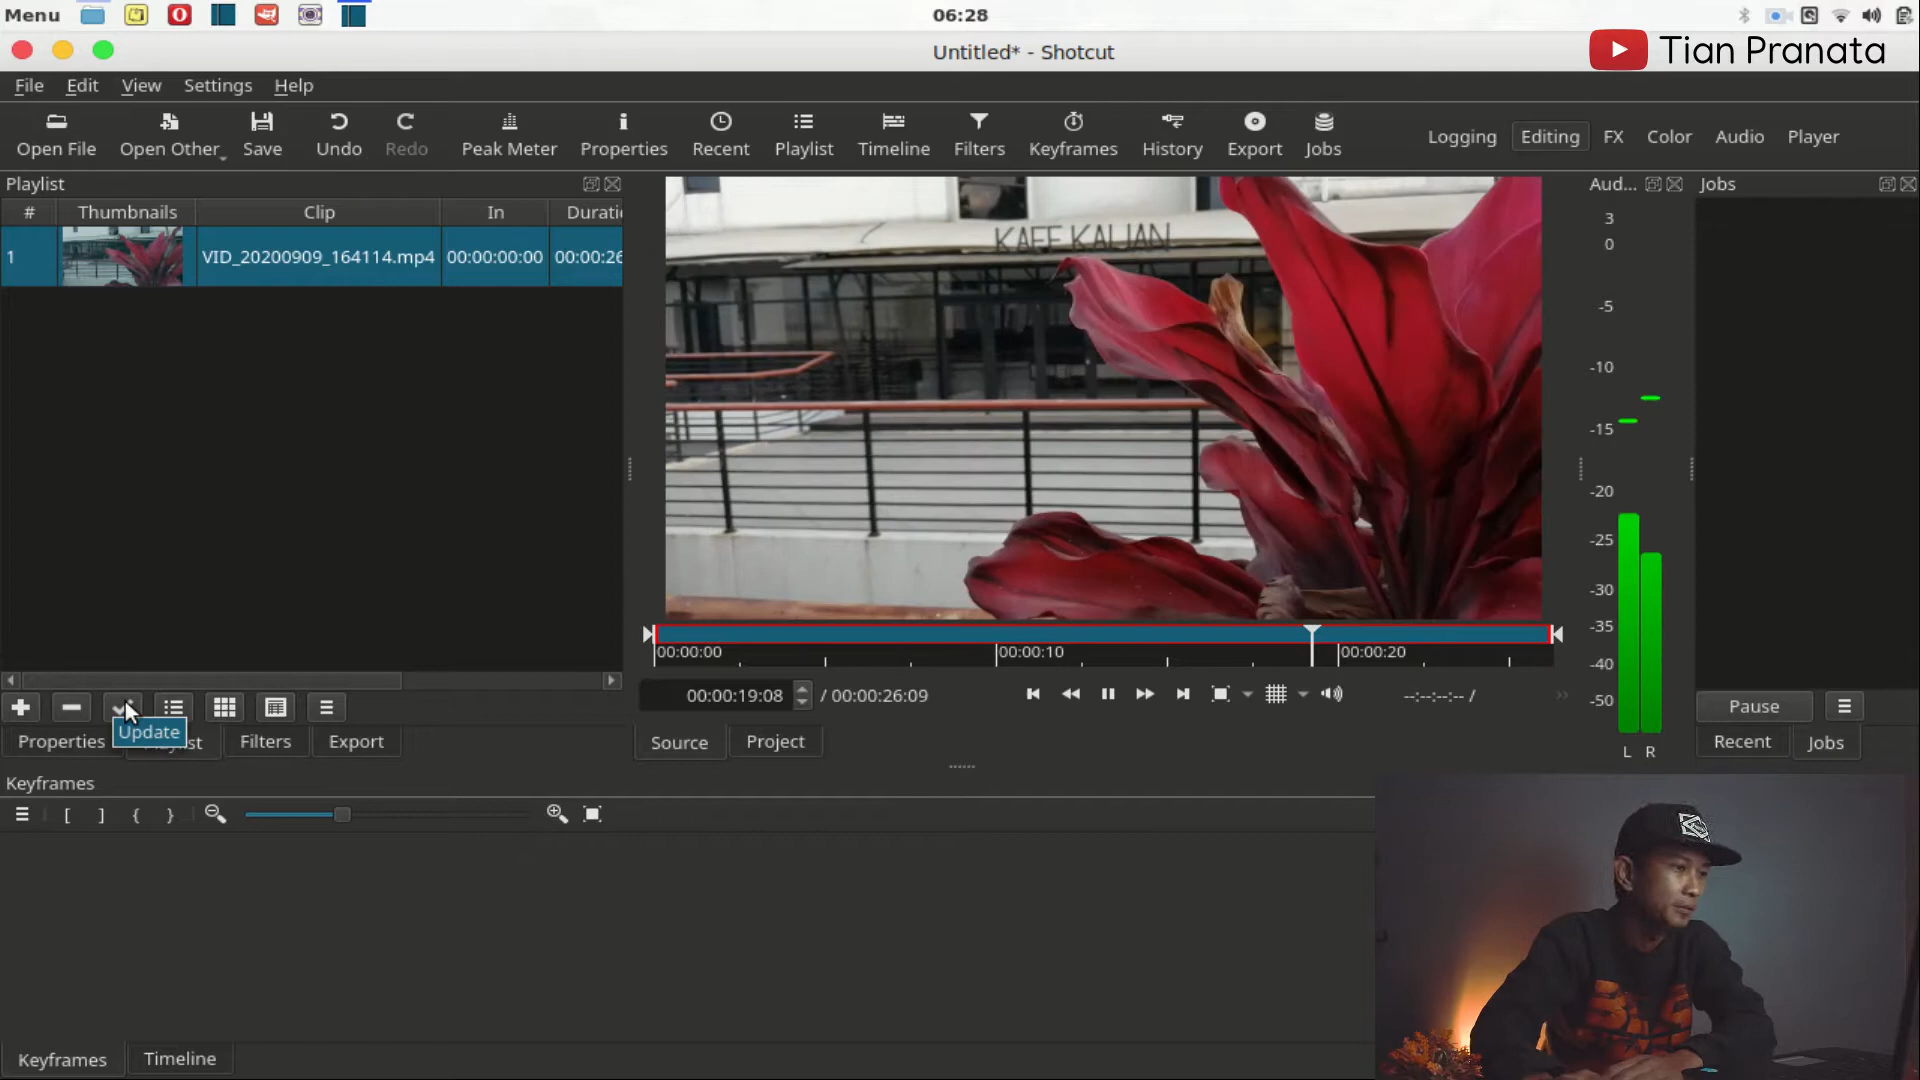 Menu
06:28
Untitled* - Shotcut
Tian Pranata
File Edit View Settings Help
Open File Open Other Save Undo Redo Peak Meter Properties Recent Playlist Timeline Filters Keyframes History Export Jobs
Logging Editing FX Color Audio Player
Playlist
# Thumbnails Clip In Durati
1 VID_20200909_164114.mp4 00:00:00:00 00:00:26
KAFE KALIAN
Aud...
3
0
-5
-10
-15
-20
-25
-30
-35
-40
-50
L R
Jobs
00:00:00 00:00:10 00:00:20
00:00:19:08 / 00:00:26:09
--:--:--:-- /
Pause
Update
Properties Filters Export
Source Project
Recent Jobs
Keyframes
[ ] { }
Keyframes Timeline